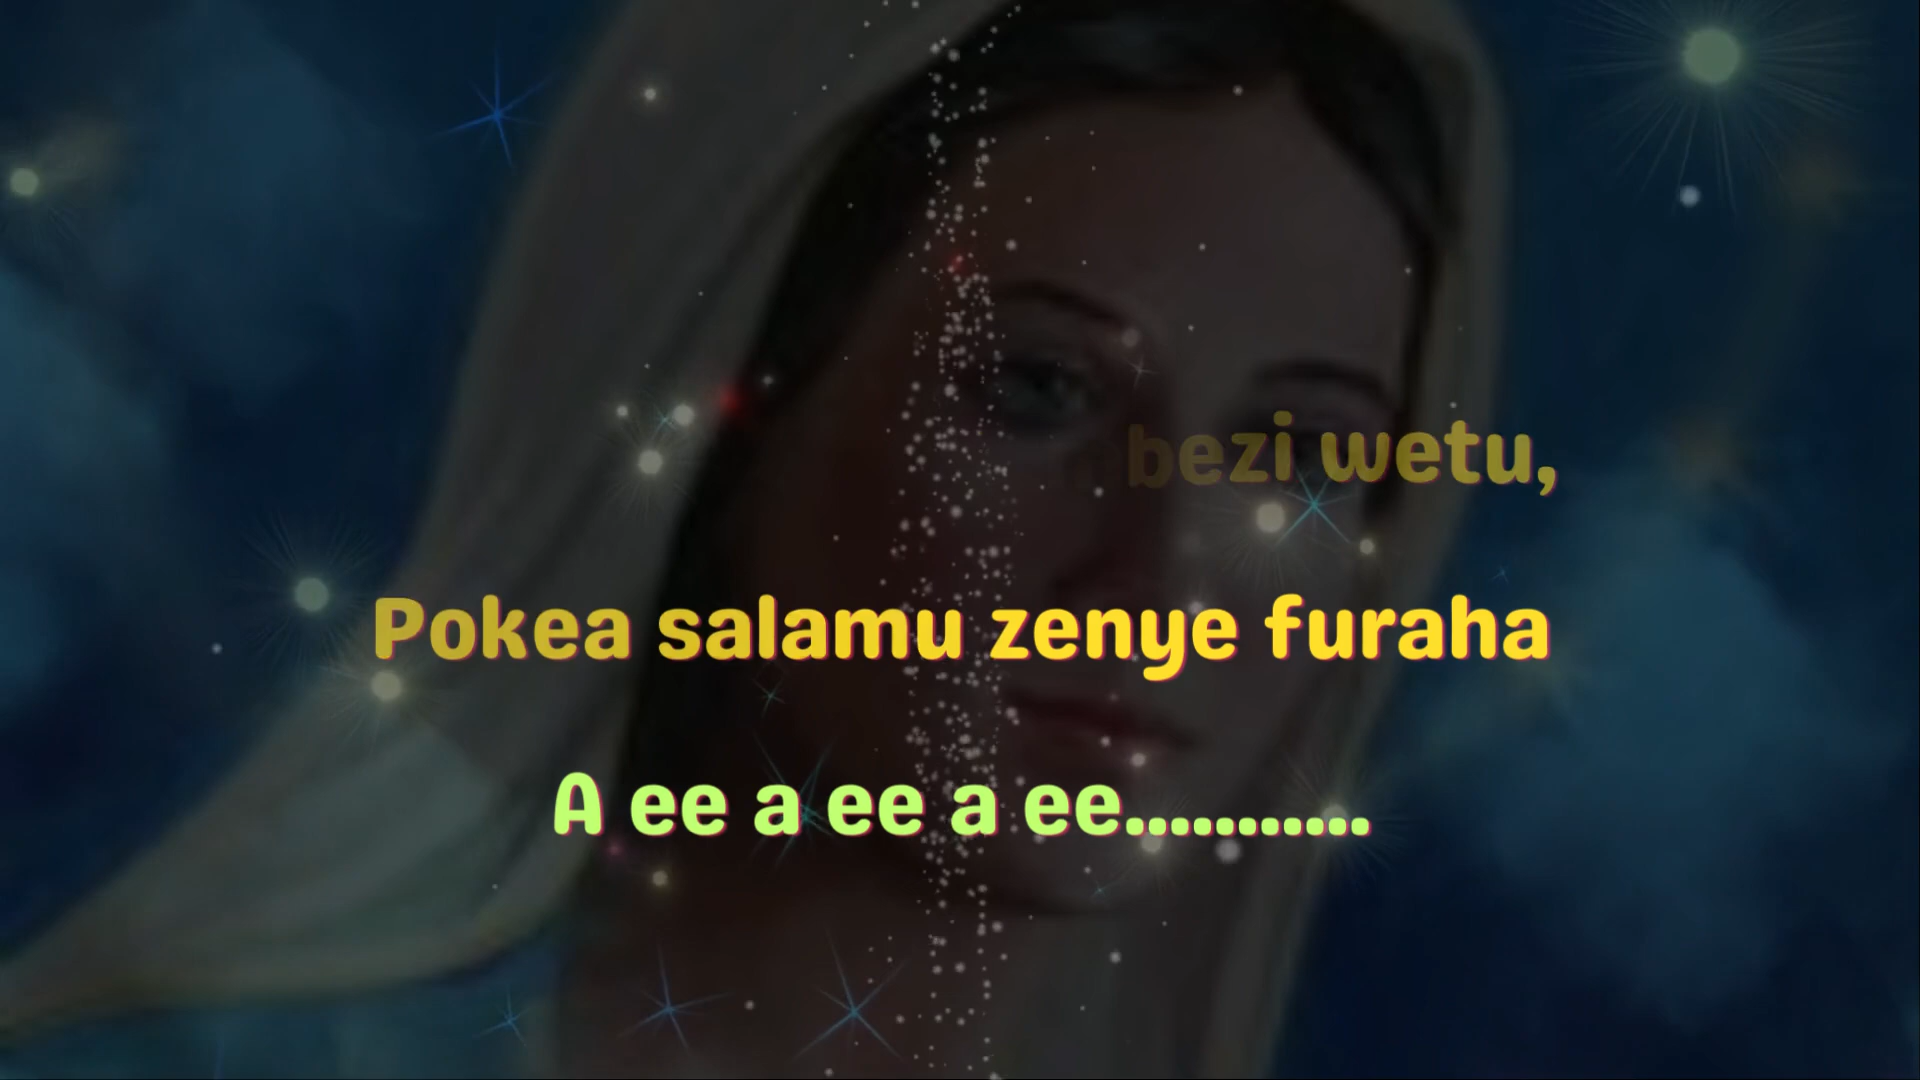 bezi wetu,
Pokea salamu zenye furaha
A ee a ee a ee...........